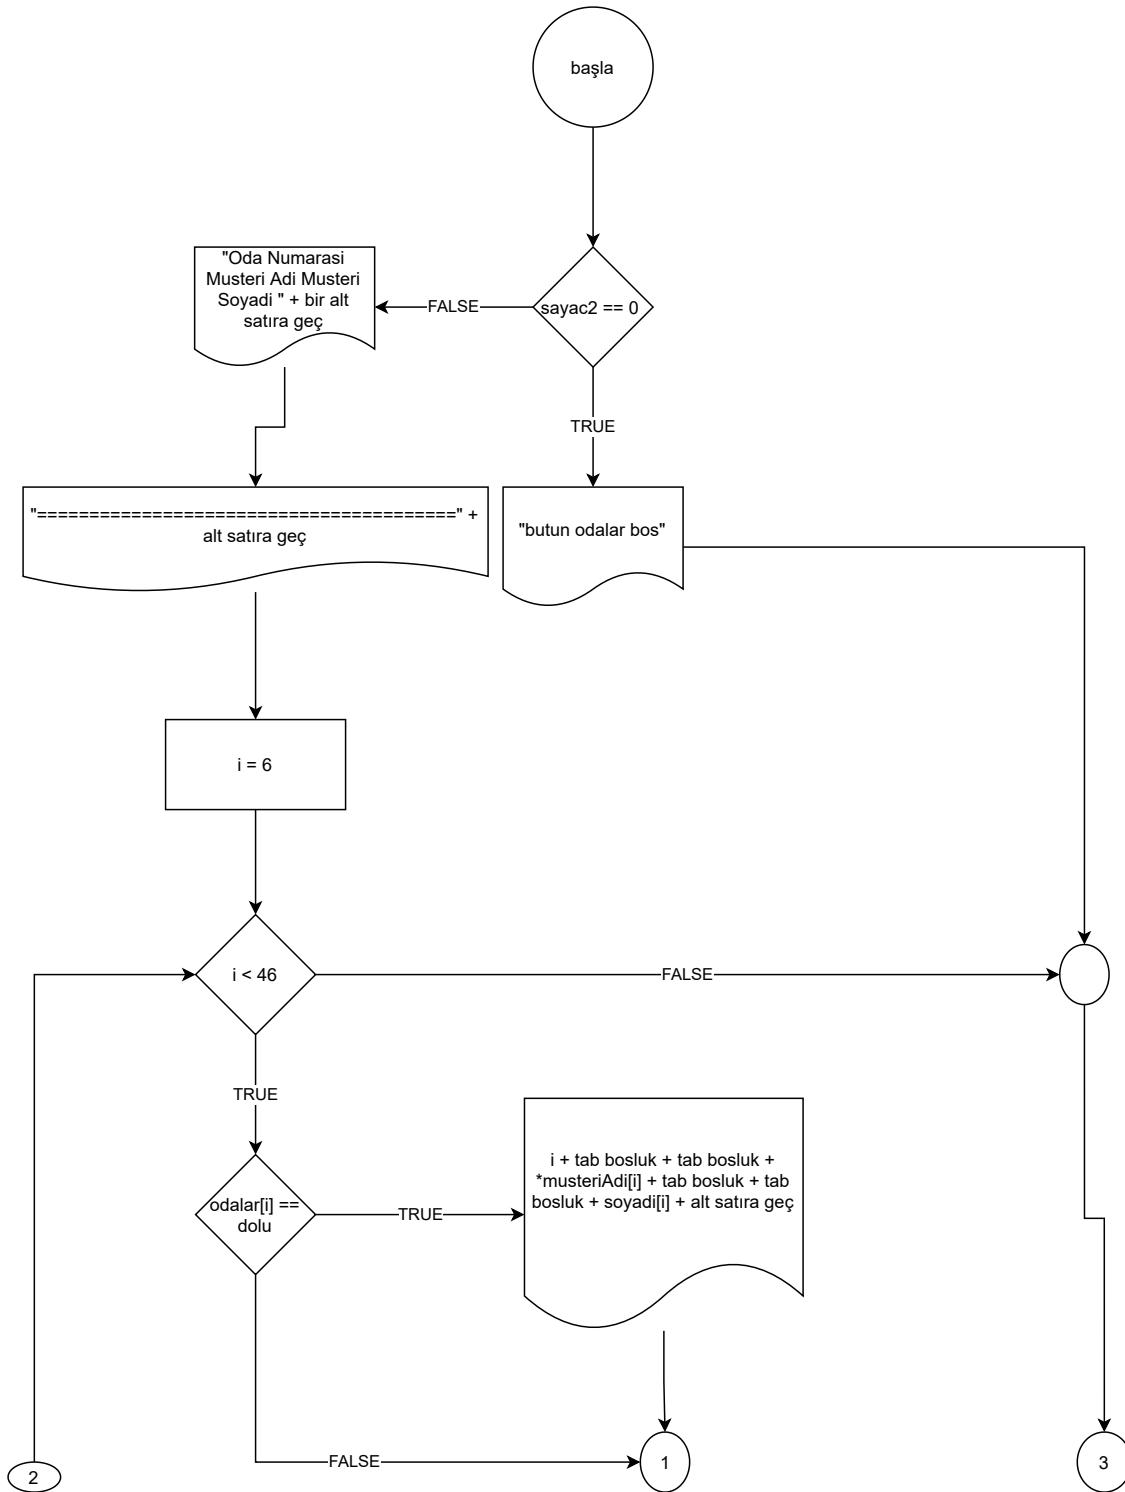 başla
"Oda Numarasi
Musteri Adi Musteri
Soyadi " + bir alt
satıra geç
FALSE
sayac2 == 0
TRUE
"========================================" +
alt satıra geç
"butun odalar bos"
i = 6
i < 46
FALSE
TRUE
i + tab bosluk + tab bosluk +
*musteriAdi[i] + tab bosluk + tab
bosluk + soyadi[i] + alt satıra geç
odalar[i] ==
dolu
TRUE
FALSE
2
1
3